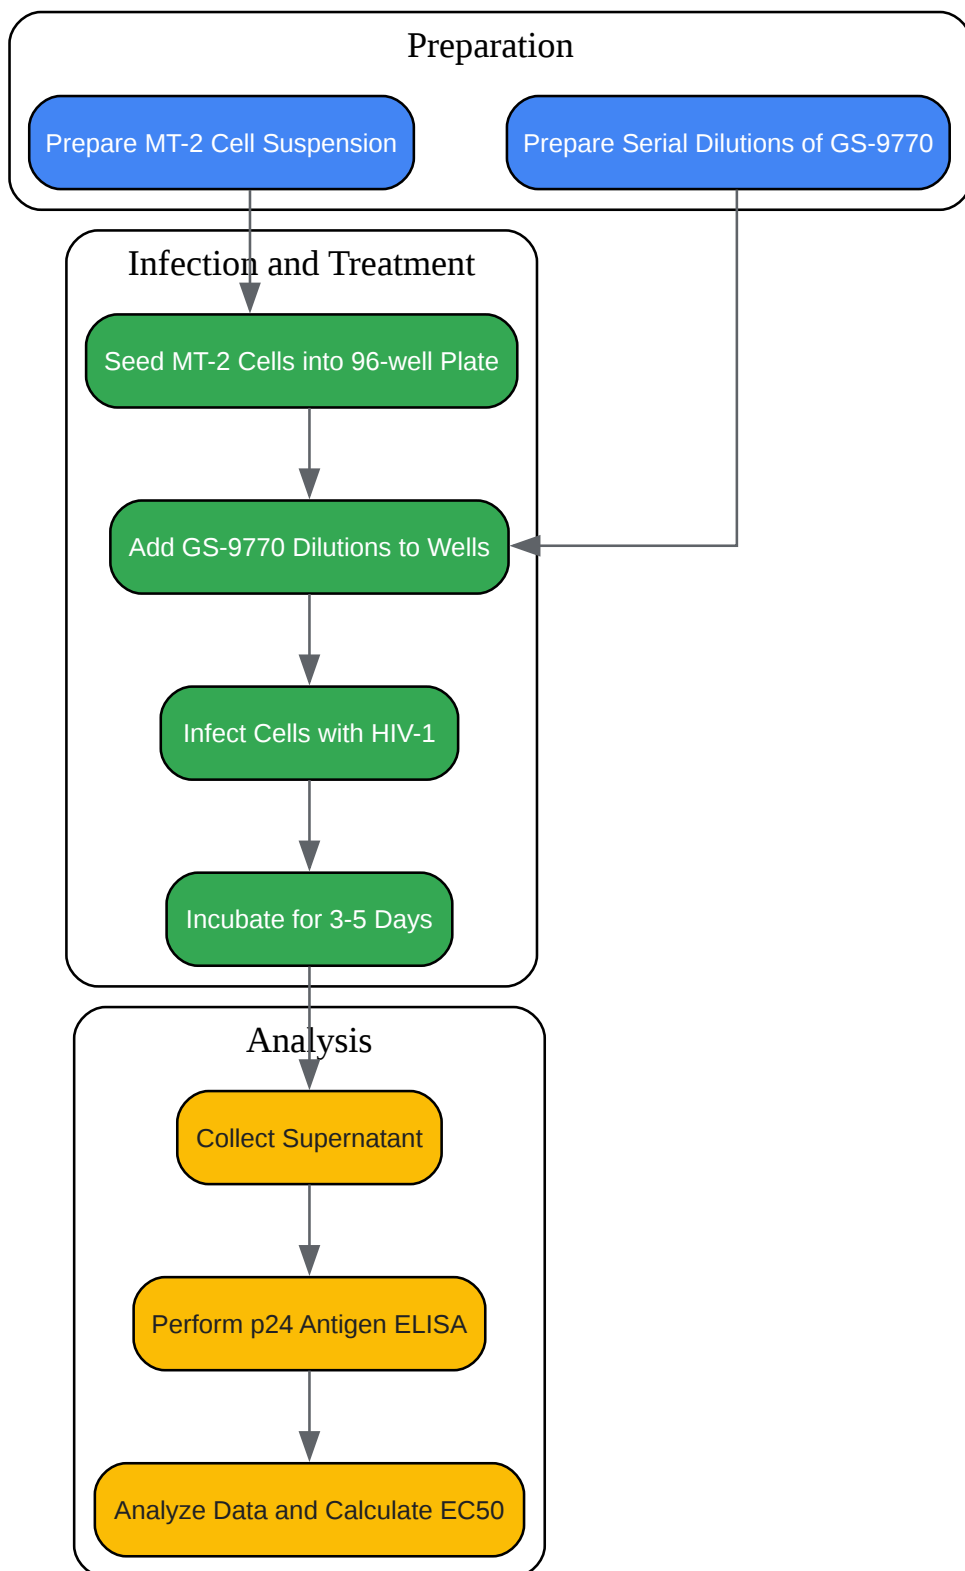 Preparation
Prepare MT-2 Cell Suspension
Prepare Serial Dilutions of GS-9770
Infection and Treatment
Seed MT-2 Cells into 96-well Plate
Add GS-9770 Dilutions to Wells
Infect Cells with HIV-1
Incubate for 3-5 Days
Analysis
Collect Supernatant
Perform p24 Antigen ELISA
Analyze Data and Calculate EC50